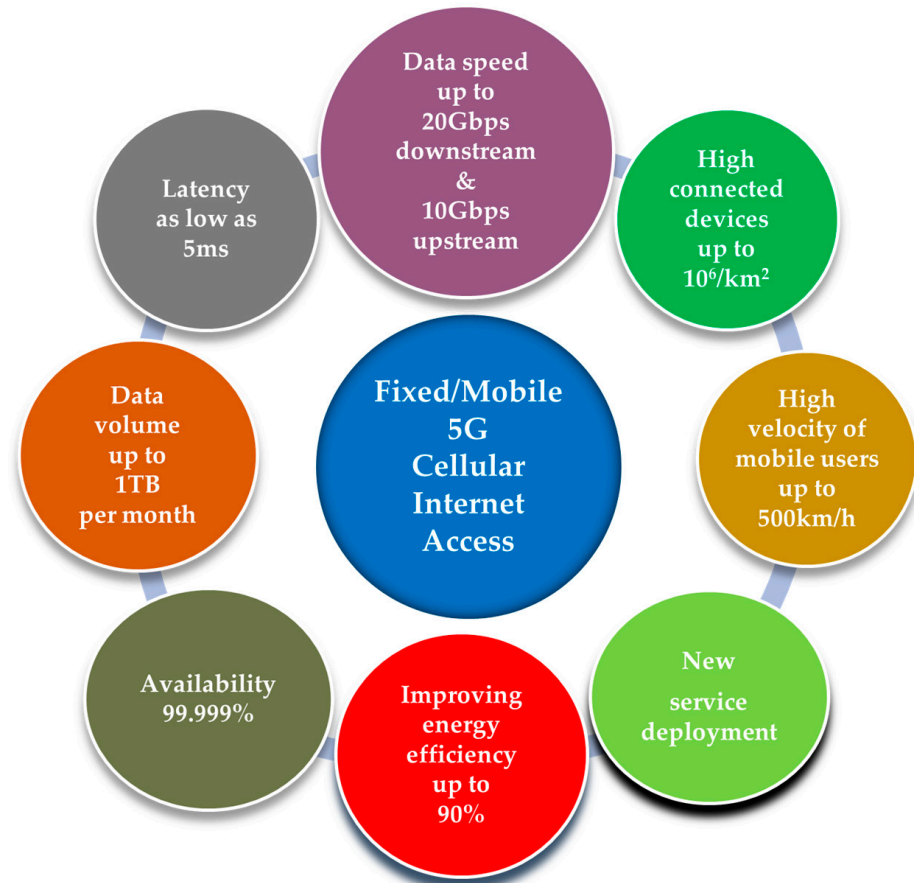 Data speed
up to
20Gbps
downstream
&
10Gbps
upstream
High
connected
devices
up to
10⁶/km²
High
velocity of
mobile users
up to
500km/h
New
service
deployment
Improving
energy
efficiency
up to
90%
Availability
99.999%
Data
volume
up to
1TB
per month
Latency
as low as
5ms
Fixed/Mobile
5G
Cellular
Internet
Access